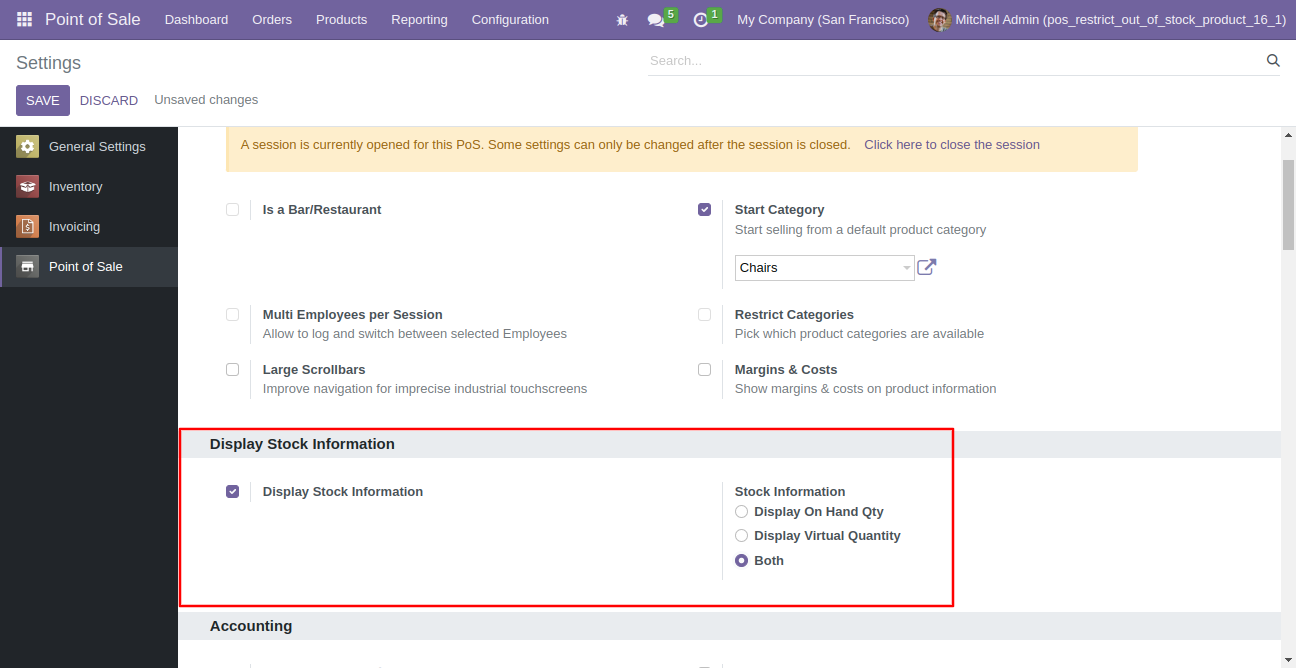 Point of Sale Dashboard Orders Products Reporting Configuration 5 1 My Company (San Francisco) Mitchell Admin (pos_restrict_out_of_stock_product_16_1)
Settings
Search...
SAVE DISCARD Unsaved changes
General Settings
Inventory
Invoicing
Point of Sale
A session is currently opened for this PoS. Some settings can only be changed after the session is closed. Click here to close the session
Is a Bar/Restaurant
Start Category
Start selling from a default product category
Chairs
Multi Employees per Session
Allow to log and switch between selected Employees
Restrict Categories
Pick which product categories are available
Large Scrollbars
Improve navigation for imprecise industrial touchscreens
Margins & Costs
Show margins & costs on product information
Display Stock Information
Display Stock Information
Stock Information
Display On Hand Qty
Display Virtual Quantity
Both
Accounting